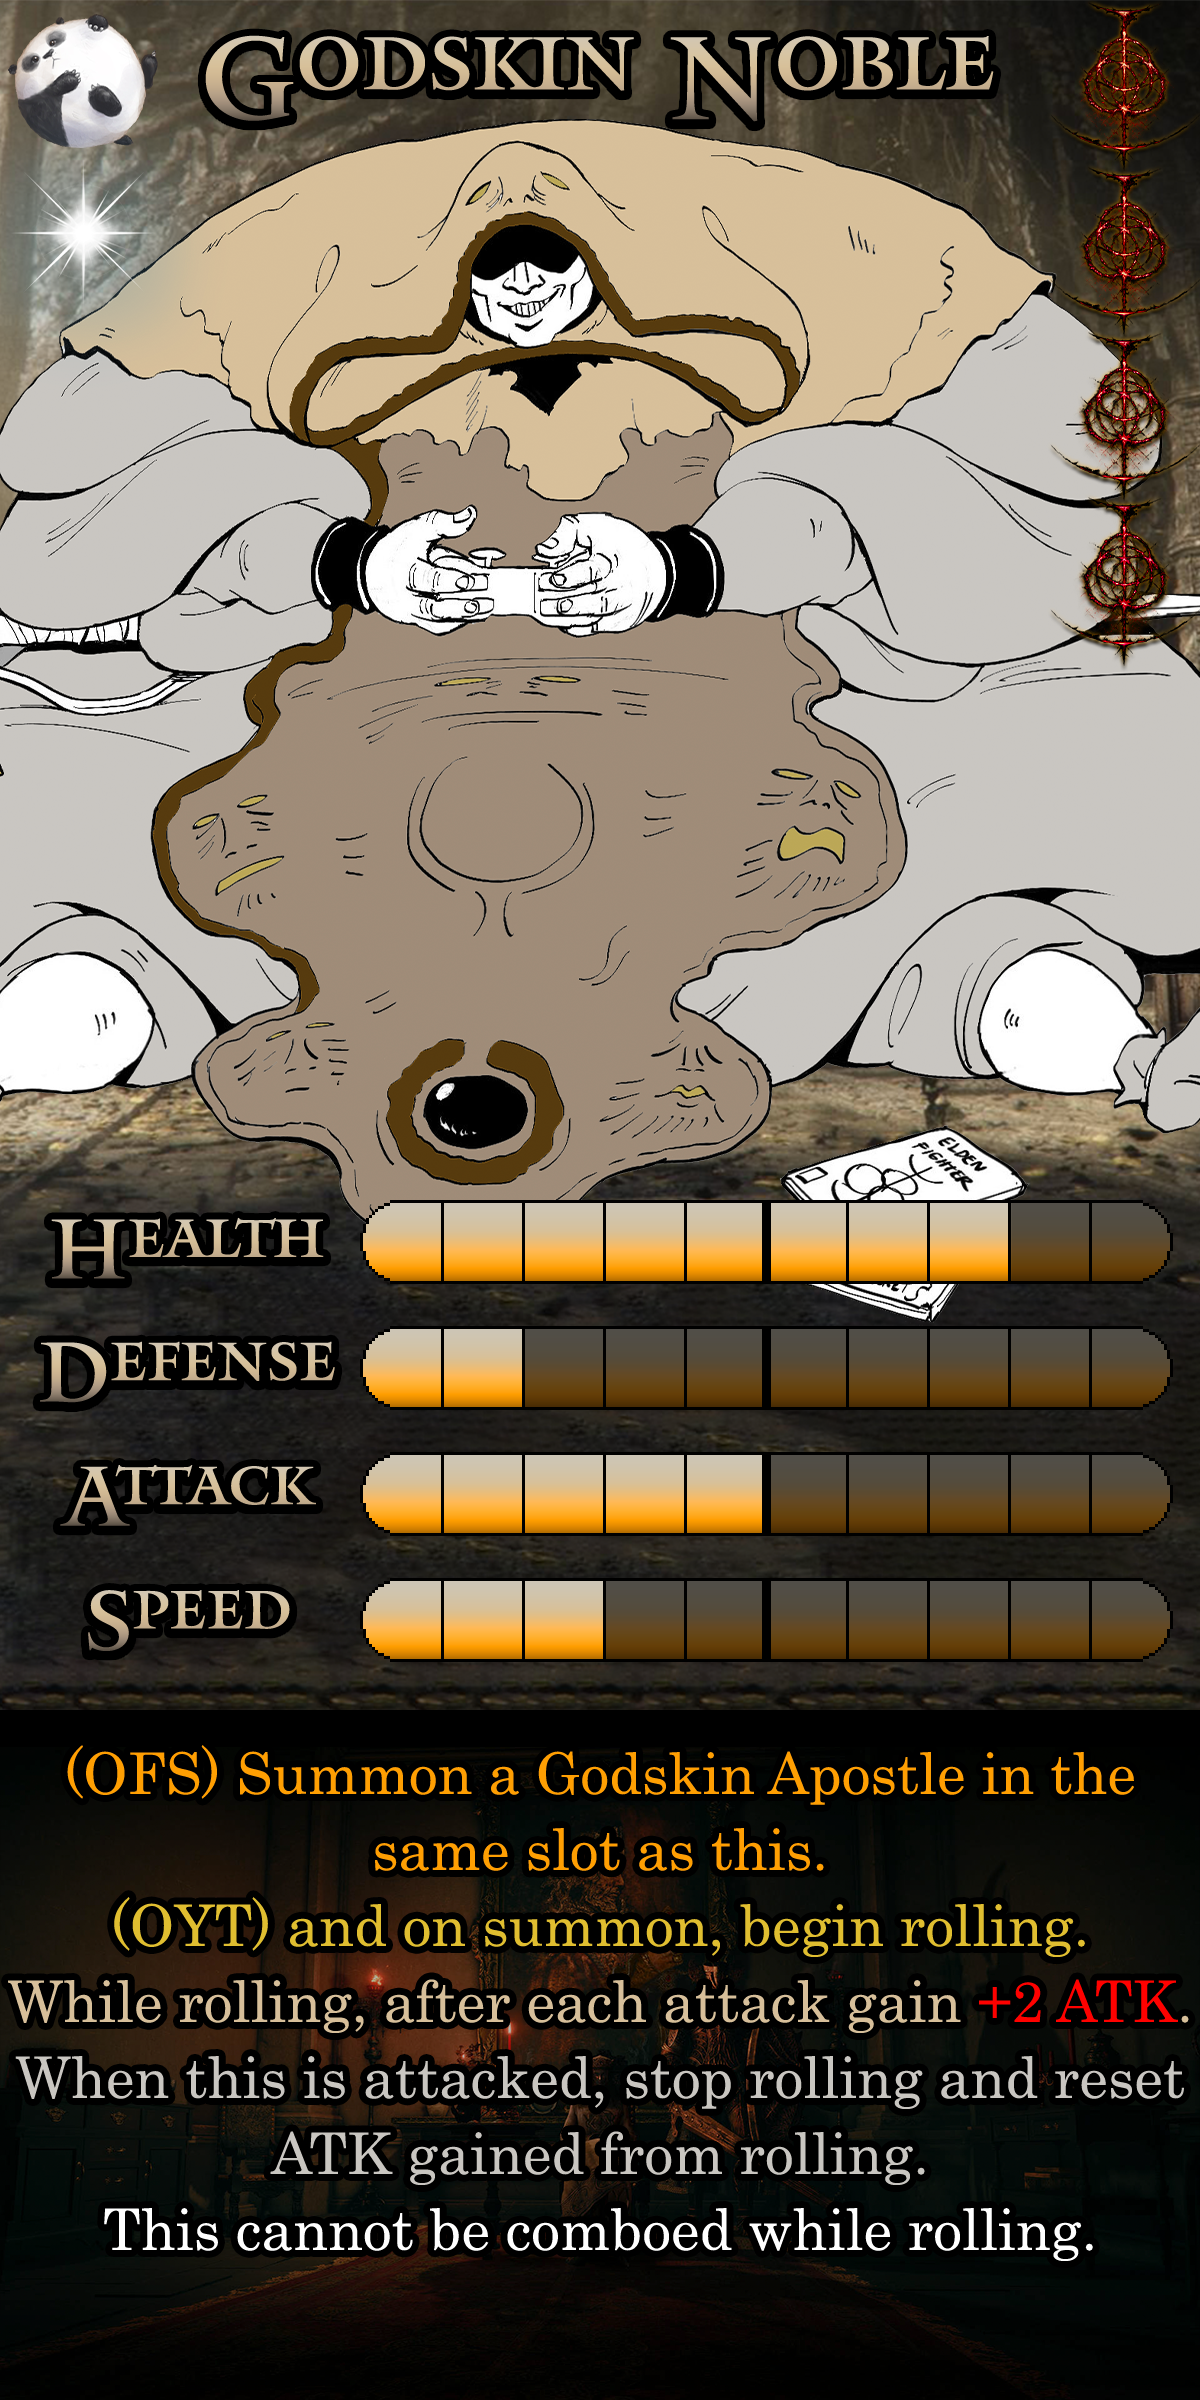 GODSKIN NOBLE
ELDEN
FIGHTER
HEALTH
DEFENSE
ATTACK
SPEED
(OFS) Summon a Godskin Apostle in the
same slot as this.
(OYT) and on summon, begin rolling.
While rolling, after each attack gain +2 ATK.
When this is attacked, stop rolling and reset
ATK gained from rolling.
This cannot be comboed while rolling.